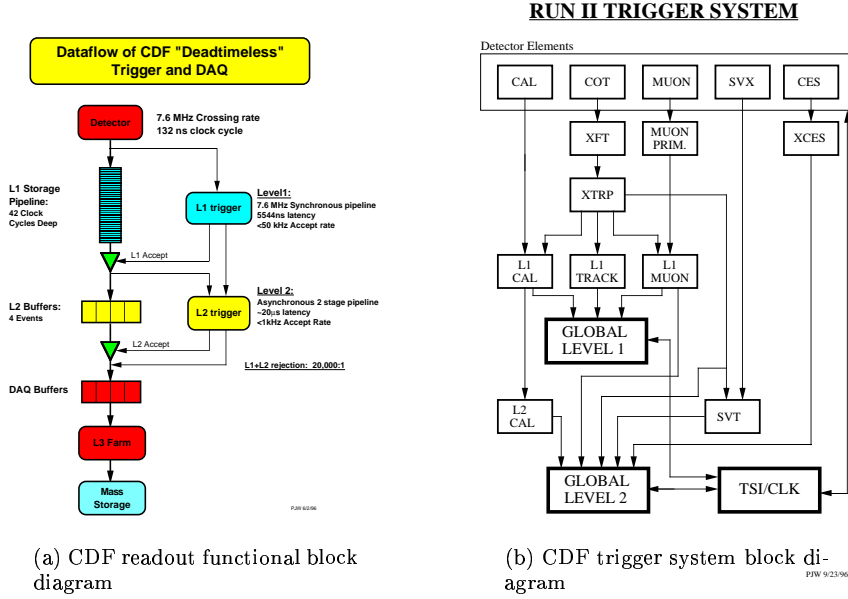 Dataflow of CDF "Deadtimeless"
Trigger and DAQ
Detector
7.6 MHz Crossing rate
132 ns clock cycle
L1 Storage
Pipeline:
42 Clock
Cycles Deep
L1 trigger
Level1:
7.6 MHz Synchronous pipeline
5544ns latency
<50 kHz Accept rate
L1 Accept
L2 Buffers:
4 Events
L2 trigger
Level 2:
Asynchronous 2 stage pipeline
~20µs latency
<1kHz Accept Rate
L2 Accept
L1+L2 rejection: 20,000:1
DAQ Buffers
L3 Farm
Mass
Storage
PJW 6/2/96
(a) CDF readout functional block
diagram
RUN II TRIGGER SYSTEM
Detector Elements
CAL
COT
MUON
SVX
CES
XFT
MUON
PRIM.
XCES
XTRP
L1
CAL
L1
TRACK
L1
MUON
GLOBAL
LEVEL 1
L2
CAL
SVT
GLOBAL
LEVEL 2
TSI/CLK
(b) CDF trigger system block di-
agram
PJW 9/23/96